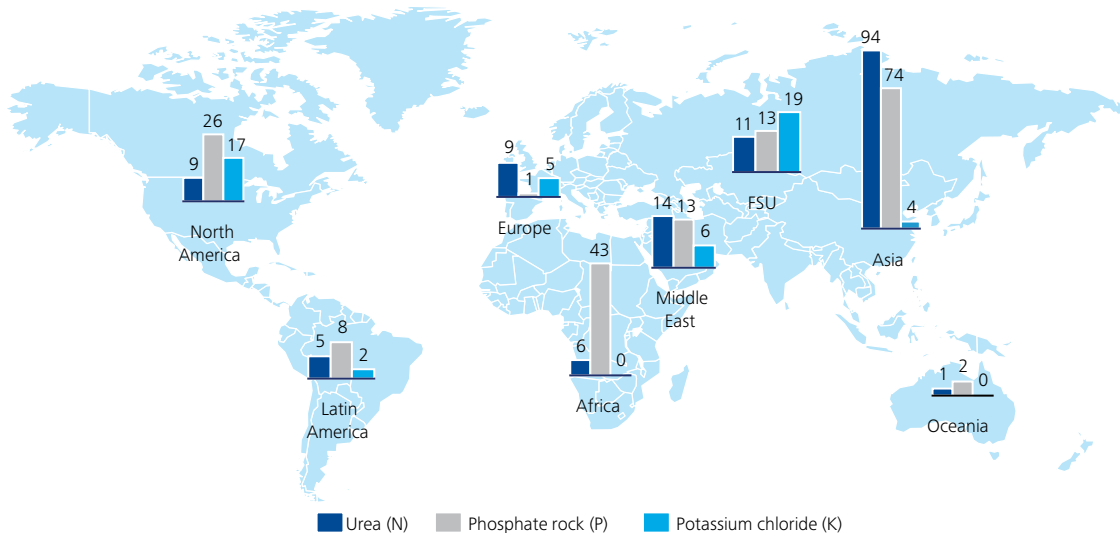 94
74
4
Asia
11
13
19
FSU
9
26
17
North
America
9
1
5
Europe
14
13
6
Middle
East
6
43
0
Africa
5
8
2
Latin
America
1
2
0
Oceania
Urea (N) Phosphate rock (P) Potassium chloride (K)